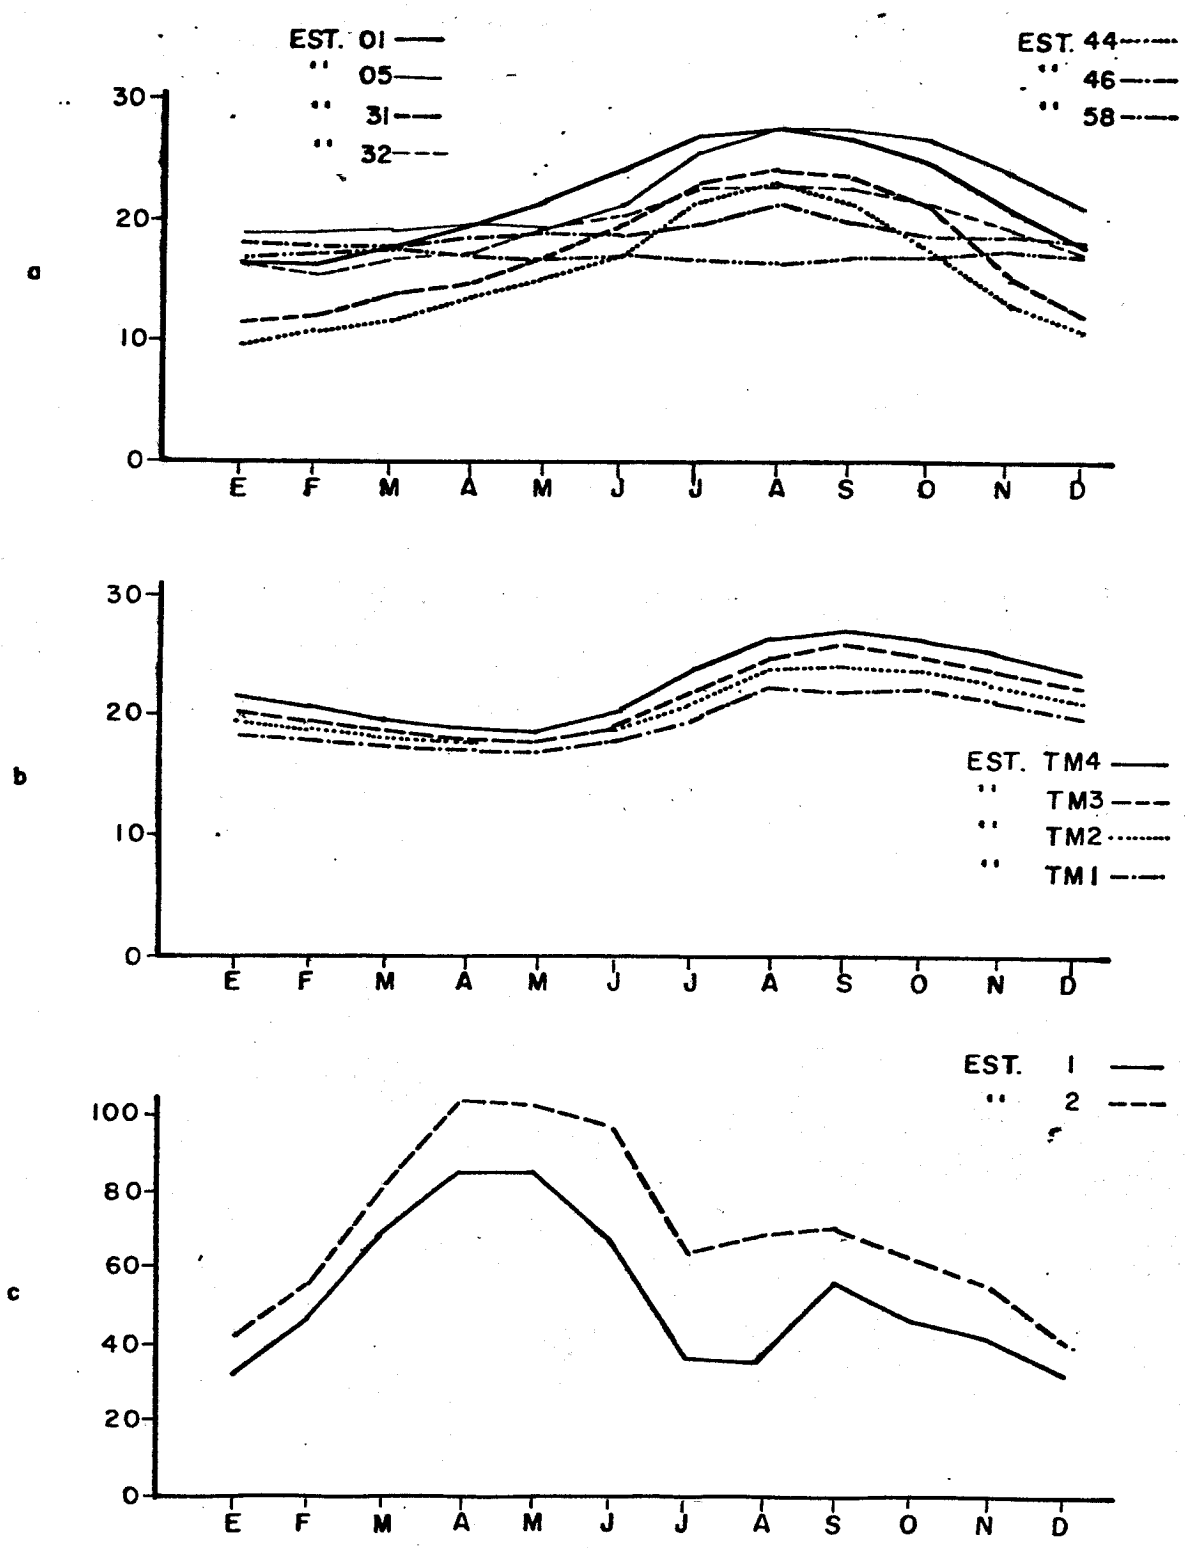 EST. 01 EST. 44
" 05 " 46
" 31 " 58
" 32
30
20
a
10
0
E F M A M J J A S O N D
30
20
EST. TM4
b " TM3
10 " TM2
" TM1
0
E F M A M J J A S O N D
EST. 1
100 " 2
80
60
c
40
20
0
E F M A M J J A S O N D